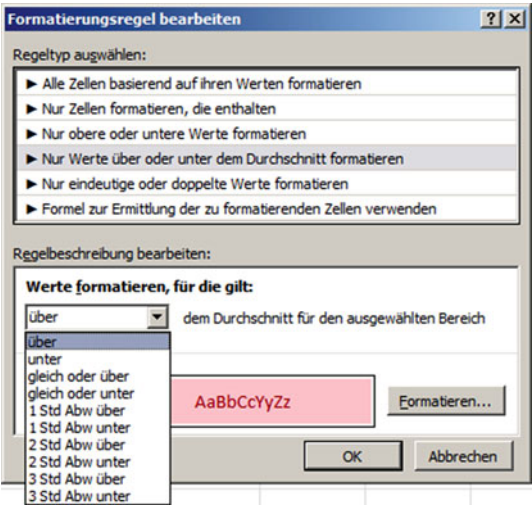 Formatierungsregel bearbeiten
Regeltyp auswählen:
► Alle Zellen basierend auf ihren Werten formatieren
► Nur Zellen formatieren, die enthalten
► Nur obere oder untere Werte formatieren
► Nur Werte über oder unter dem Durchschnitt formatieren
► Nur eindeutige oder doppelte Werte formatieren
► Formel zur Ermittlung der zu formatierenden Zellen verwenden
Regelbeschreibung bearbeiten:
Werte formatieren, für die gilt:
über dem Durchschnitt für den ausgewählten Bereich
über
unter
gleich oder über
gleich oder unter
1 Std Abw über
1 Std Abw unter
2 Std Abw über
2 Std Abw unter
3 Std Abw über
3 Std Abw unter
AaBbCcYyZz
Formatieren...
OK
Abbrechen